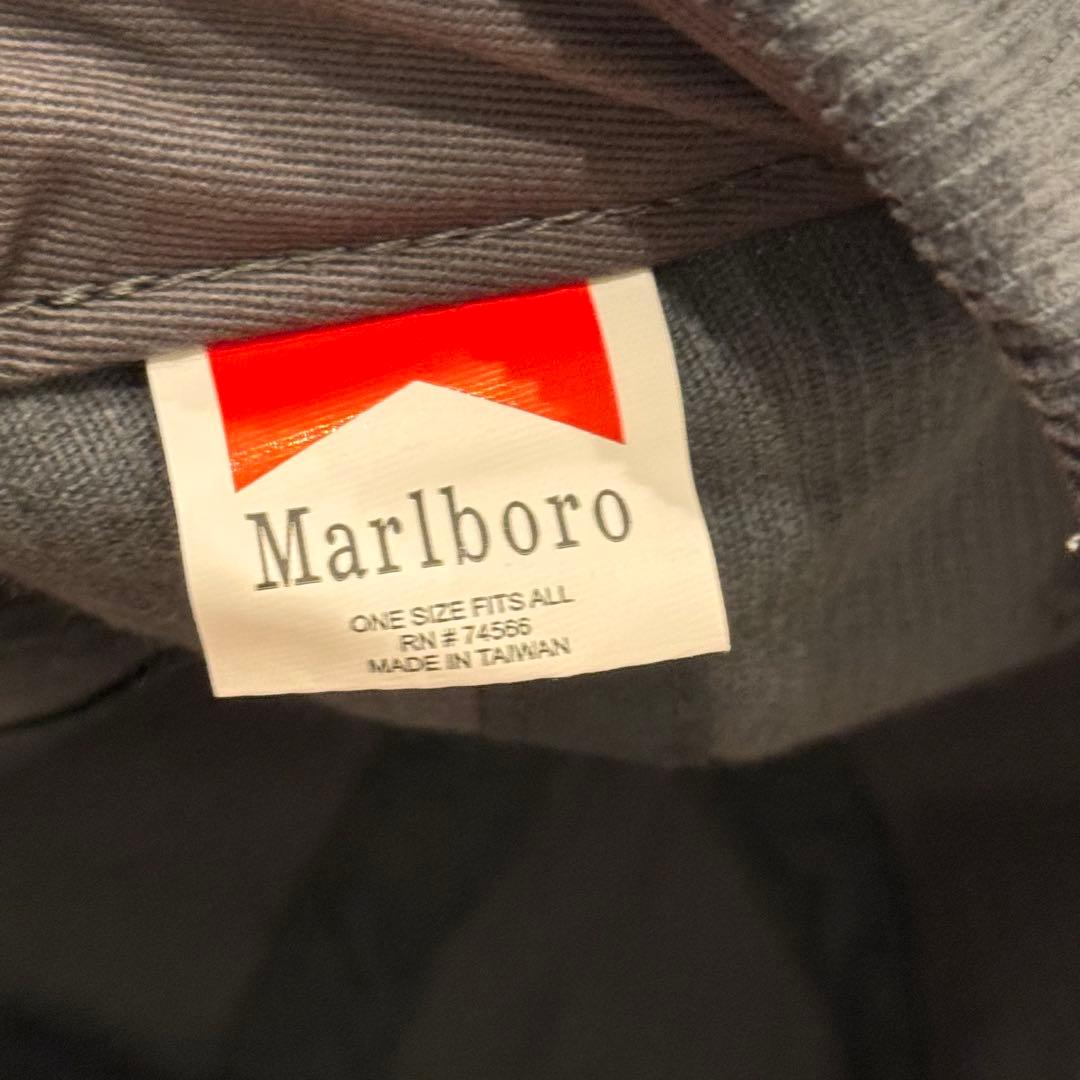 Marlboro
ONE SIZE FITS ALL
RN # 74566
MADE IN TAIWAN